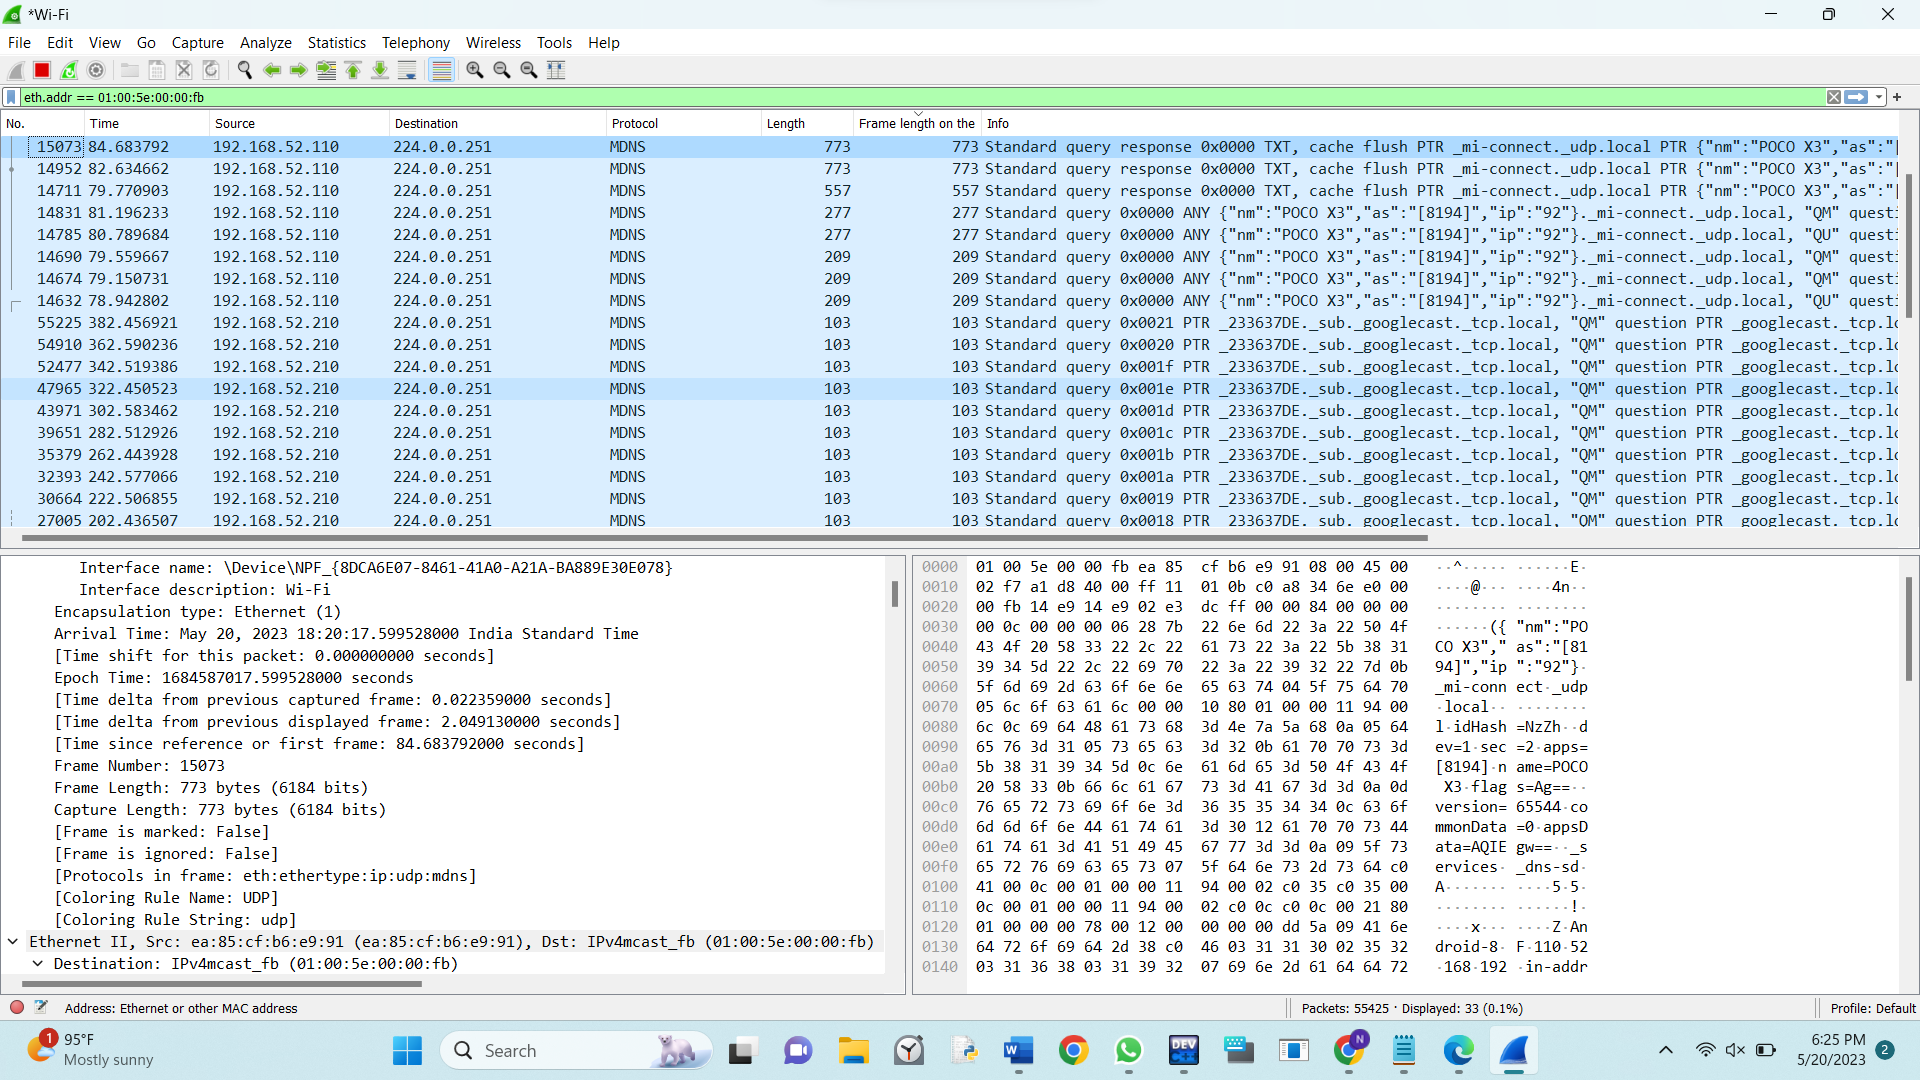 *Wi-Fi
File Edit View Go Capture Analyze Statistics Telephony Wireless Tools Help
eth.addr == 01:00:5e:00:00:fb
No. Time Source Destination Protocol Length Frame length on the Info
15073 84.683792 192.168.52.110 224.0.0.251 MDNS 773 773 Standard query response 0x0000 TXT, cache flush PTR _mi-connect._udp.local PTR {"nm":"POCO X3","as":"[
14952 82.634662 192.168.52.110 224.0.0.251 MDNS 773 773 Standard query response 0x0000 TXT, cache flush PTR _mi-connect._udp.local PTR {"nm":"POCO X3","as":"[
14711 79.770903 192.168.52.110 224.0.0.251 MDNS 557 557 Standard query response 0x0000 TXT, cache flush PTR _mi-connect._udp.local PTR {"nm":"POCO X3","as":"[
14831 81.196233 192.168.52.110 224.0.0.251 MDNS 277 277 Standard query 0x0000 ANY {"nm":"POCO X3","as":"[8194]","ip":"92"}._mi-connect._udp.local, "QM" questi
14785 80.789684 192.168.52.110 224.0.0.251 MDNS 277 277 Standard query 0x0000 ANY {"nm":"POCO X3","as":"[8194]","ip":"92"}._mi-connect._udp.local, "QU" questi
14690 79.559667 192.168.52.110 224.0.0.251 MDNS 209 209 Standard query 0x0000 ANY {"nm":"POCO X3","as":"[8194]","ip":"92"}._mi-connect._udp.local, "QM" questi
14674 79.150731 192.168.52.110 224.0.0.251 MDNS 209 209 Standard query 0x0000 ANY {"nm":"POCO X3","as":"[8194]","ip":"92"}._mi-connect._udp.local, "QM" questi
14632 78.942802 192.168.52.110 224.0.0.251 MDNS 209 209 Standard query 0x0000 ANY {"nm":"POCO X3","as":"[8194]","ip":"92"}._mi-connect._udp.local, "QU" questi
55225 382.456921 192.168.52.210 224.0.0.251 MDNS 103 103 Standard query 0x0021 PTR _233637DE._sub._googlecast._tcp.local, "QM" question PTR _googlecast._tcp.lo
54910 362.590236 192.168.52.210 224.0.0.251 MDNS 103 103 Standard query 0x0020 PTR _233637DE._sub._googlecast._tcp.local, "QM" question PTR _googlecast._tcp.lo
52477 342.519386 192.168.52.210 224.0.0.251 MDNS 103 103 Standard query 0x001f PTR _233637DE._sub._googlecast._tcp.local, "QM" question PTR _googlecast._tcp.lo
47965 322.450523 192.168.52.210 224.0.0.251 MDNS 103 103 Standard query 0x001e PTR _233637DE._sub._googlecast._tcp.local, "QM" question PTR _googlecast._tcp.lo
43971 302.583462 192.168.52.210 224.0.0.251 MDNS 103 103 Standard query 0x001d PTR _233637DE._sub._googlecast._tcp.local, "QM" question PTR _googlecast._tcp.lo
39651 282.512926 192.168.52.210 224.0.0.251 MDNS 103 103 Standard query 0x001c PTR _233637DE._sub._googlecast._tcp.local, "QM" question PTR _googlecast._tcp.lo
35379 262.443928 192.168.52.210 224.0.0.251 MDNS 103 103 Standard query 0x001b PTR _233637DE._sub._googlecast._tcp.local, "QM" question PTR _googlecast._tcp.lo
32393 242.577066 192.168.52.210 224.0.0.251 MDNS 103 103 Standard query 0x001a PTR _233637DE._sub._googlecast._tcp.local, "QM" question PTR _googlecast._tcp.lo
30664 222.506855 192.168.52.210 224.0.0.251 MDNS 103 103 Standard query 0x0019 PTR _233637DE._sub._googlecast._tcp.local, "QM" question PTR _googlecast._tcp.lo
27005 202.436507 192.168.52.210 224.0.0.251 MDNS 103 103 Standard query 0x0018 PTR _233637DE._sub._googlecast._tcp.local, "QM" question PTR _googlecast._tcp.lo
Interface name: \Device\NPF_{8DCA6E07-8461-41A0-A21A-BA889E30E078}
Interface description: Wi-Fi
Encapsulation type: Ethernet (1)
Arrival Time: May 20, 2023 18:20:17.599528000 India Standard Time
[Time shift for this packet: 0.000000000 seconds]
Epoch Time: 1684587017.599528000 seconds
[Time delta from previous captured frame: 0.022359000 seconds]
[Time delta from previous displayed frame: 2.049130000 seconds]
[Time since reference or first frame: 84.683792000 seconds]
Frame Number: 15073
Frame Length: 773 bytes (6184 bits)
Capture Length: 773 bytes (6184 bits)
[Frame is marked: False]
[Frame is ignored: False]
[Protocols in frame: eth:ethertype:ip:udp:mdns]
[Coloring Rule Name: UDP]
[Coloring Rule String: udp]
Ethernet II, Src: ea:85:cf:b6:e9:91 (ea:85:cf:b6:e9:91), Dst: IPv4mcast_fb (01:00:5e:00:00:fb)
Destination: IPv4mcast_fb (01:00:5e:00:00:fb)
0000 01 00 5e 00 00 fb ea 85 cf b6 e9 91 08 00 45 00 ··^····· ······E·
0010 02 f7 a1 d8 40 00 ff 11 01 0b c0 a8 34 6e e0 00 ····@··· ····4n··
0020 00 fb 14 e9 14 e9 02 e3 dc ff 00 00 84 00 00 00 ········ ········
0030 00 0c 00 00 00 06 28 7b 22 6e 6d 22 3a 22 50 4f ······({ "nm":"PO
0040 43 4f 20 58 33 22 2c 22 61 73 22 3a 22 5b 38 31 CO X3"," as":"[81
0050 39 34 5d 22 2c 22 69 70 22 3a 22 39 32 22 7d 0b 94]","ip ":"92"}·
0060 5f 6d 69 2d 63 6f 6e 6e 65 63 74 04 5f 75 64 70 _mi-conn ect·_udp
0070 05 6c 6f 63 61 6c 00 00 10 80 01 00 00 11 94 00 ·local·· ········
0080 6c 0c 69 64 48 61 73 68 3d 4e 7a 5a 68 0a 05 64 l·idHash =NzZh··d
0090 65 76 3d 31 05 73 65 63 3d 32 0b 61 70 70 73 3d ev=1·sec =2·apps=
00a0 5b 38 31 39 34 5d 0c 6e 61 6d 65 3d 50 4f 43 4f [8194]·n ame=POCO
00b0 20 58 33 0b 66 6c 61 67 73 3d 41 67 3d 3d 0a 0d  X3·flag s=Ag==··
00c0 76 65 72 73 69 6f 6e 3d 36 35 35 34 34 0c 63 6f version= 65544·co
00d0 6d 6d 6f 6e 44 61 74 61 3d 30 12 61 70 70 73 44 mmonData =0·appsD
00e0 61 74 61 3d 41 51 49 45 67 77 3d 3d 0a 09 5f 73 ata=AQIE gw==··_s
00f0 65 72 76 69 63 65 73 07 5f 64 6e 73 2d 73 64 c0 ervices· _dns-sd·
0100 41 00 0c 00 01 00 00 11 94 00 02 c0 35 c0 35 00 A······· ····5·5·
0110 0c 00 01 00 00 11 94 00 02 c0 0c c0 0c 00 21 80 ········ ······!·
0120 01 00 00 00 78 00 12 00 00 00 00 dd 5a 09 41 6e ····x··· ····Z·An
0130 64 72 6f 69 64 2d 38 c0 46 03 31 31 30 02 35 32 droid-8· F·110·52
0140 03 31 36 38 03 31 39 32 07 69 6e 2d 61 64 64 72 ·168·192 ·in-addr
Address: Ethernet or other MAC address
Packets: 55425 · Displayed: 33 (0.1%)
Profile: Default
1
95°F
Mostly sunny
Search
W
DEV
N
6:25 PM
5/20/2023
2